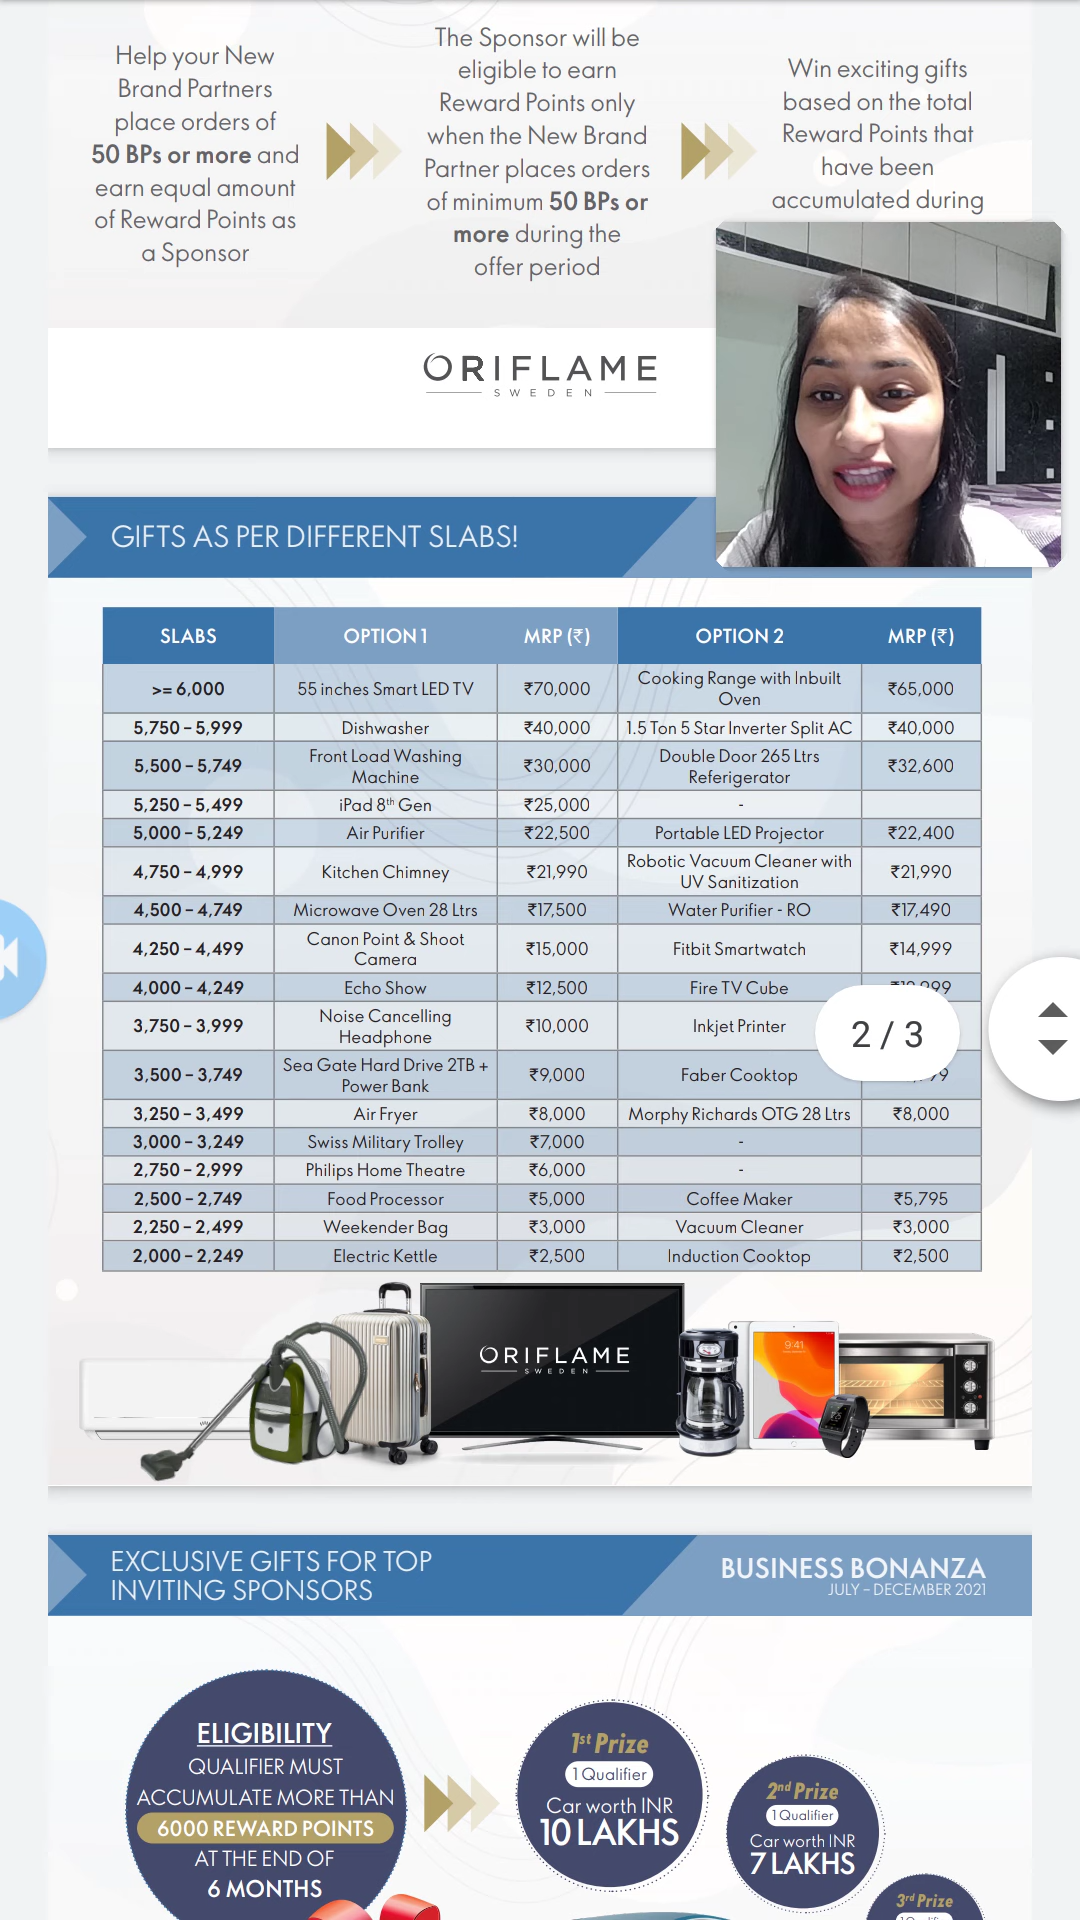 Help your New
Brand Partners
place orders of
50 BPs or more and
earn equal amount
of Reward Points as
a Sponsor
The Sponsor will be
eligible to earn
Reward Points only
when the New Brand
Partner places orders
of minimum 50 BPs or
more during the
offer period
Win exciting gifts
based on the total
Reward Points that
have been
accumulated during
ORIFLAME
SWEDEN
GIFTS AS PER DIFFERENT SLABS!
SLABS OPTION 1 MRP (₹) OPTION 2 MRP (₹)
>= 6,000 55 inches Smart LED TV ₹70,000 Cooking Range with Inbuilt
Oven ₹65,000
5,750 – 5,999 Dishwasher ₹40,000 1.5 Ton 5 Star Inverter Split AC ₹40,000
5,500 – 5,749 Front Load Washing
Machine ₹30,000 Double Door 265 Ltrs
Referigerator ₹32,600
5,250 – 5,499 iPad 8th Gen ₹25,000 -
5,000 – 5,249 Air Purifier ₹22,500 Portable LED Projector ₹22,400
4,750 – 4,999 Kitchen Chimney ₹21,990 Robotic Vacuum Cleaner with
UV Sanitization ₹21,990
4,500 – 4,749 Microwave Oven 28 Ltrs ₹17,500 Water Purifier - RO ₹17,490
4,250 – 4,499 Canon Point & Shoot
Camera ₹15,000 Fitbit Smartwatch ₹14,999
4,000 – 4,249 Echo Show ₹12,500 Fire TV Cube
3,750 – 3,999 Noise Cancelling
Headphone ₹10,000 Inkjet Printer
2 / 3
3,500 – 3,749 Sea Gate Hard Drive 2TB +
Power Bank ₹9,000 Faber Cooktop
3,250 – 3,499 Air Fryer ₹8,000 Morphy Richards OTG 28 Ltrs ₹8,000
3,000 – 3,249 Swiss Military Trolley ₹7,000 -
2,750 – 2,999 Philips Home Theatre ₹6,000 -
2,500 – 2,749 Food Processor ₹5,000 Coffee Maker ₹5,795
2,250 – 2,499 Weekender Bag ₹3,000 Vacuum Cleaner ₹3,000
2,000 – 2,249 Electric Kettle ₹2,500 Induction Cooktop ₹2,500
ORIFLAME
SWEDEN
9:41
EXCLUSIVE GIFTS FOR TOP
INVITING SPONSORS
BUSINESS BONANZA
JULY – DECEMBER 2021
ELIGIBILITY
QUALIFIER MUST
ACCUMULATE MORE THAN
6000 REWARD POINTS
AT THE END OF
6 MONTHS
1st Prize
1 Qualifier
Car worth INR
10 LAKHS
2nd Prize
1 Qualifier
Car worth INR
7 LAKHS
3rd Prize